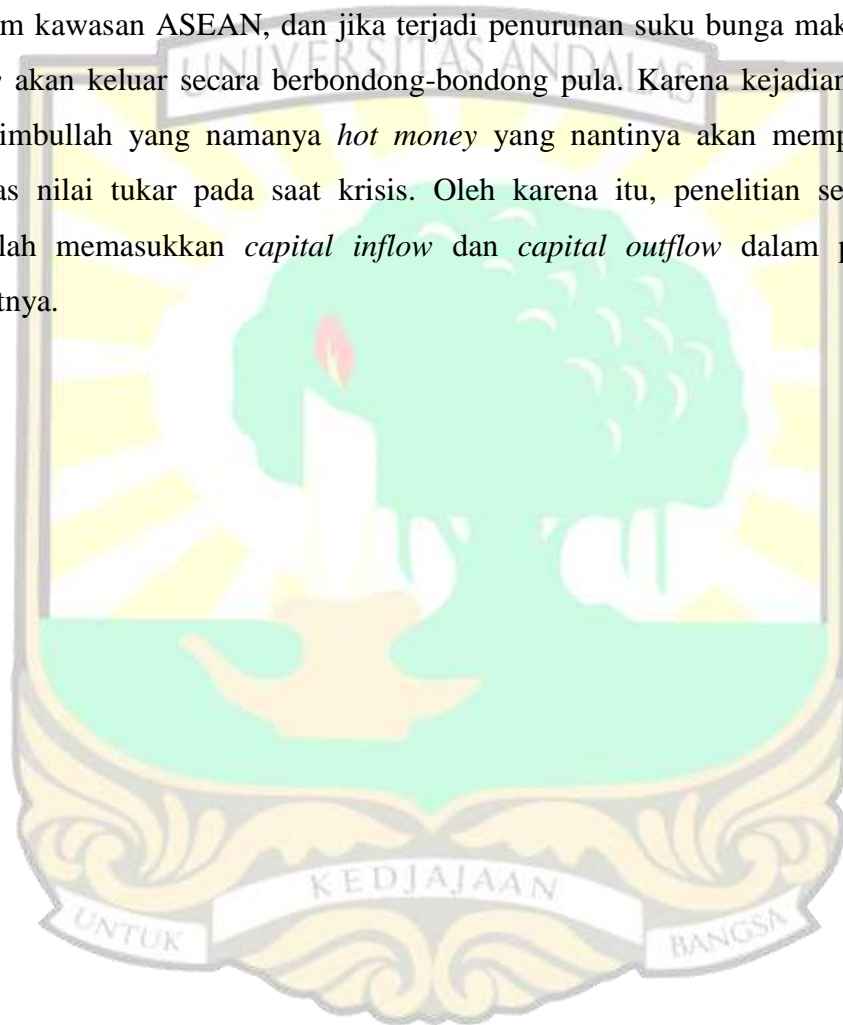 m kawasan ASEAN, dan jika terjadi penurunan suku bunga mak
akan keluar secara berbondong-bondong pula. Karena kejadian
imbullah yang namanya hot money yang nantinya akan memp
as nilai tukar pada saat krisis. Oleh karena itu, penelitian se
lah memasukkan capital inflow dan capital outflow dalam p
tnya.
UNIVERSITAS ANDALAS
KEDJAJAAN
UNTUK
BANGSA